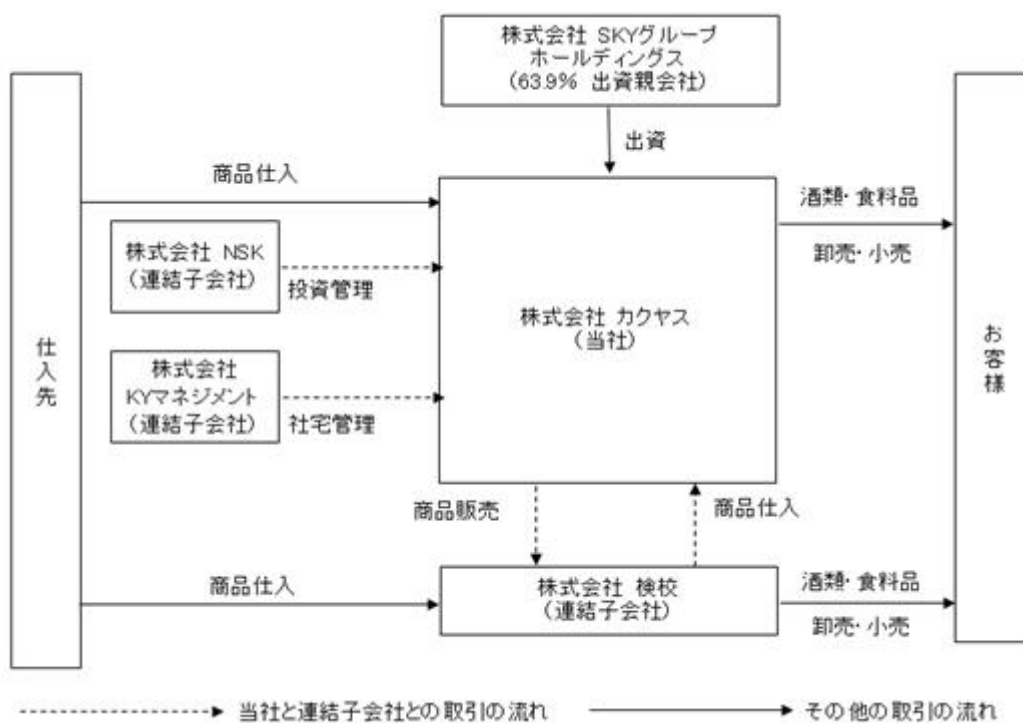 株式会社 SKYグループ
ホールディングス
(63.9% 出資親会社)
出資
商品仕入
酒類・食料品
卸売・小売
株式会社 NSK
(連結子会社)
投資管理
株式会社 カクヤス
(当社)
仕入先
お客様
株式会社
KYマネジメント
(連結子会社)
社宅管理
商品販売
商品仕入
商品仕入
株式会社 検校
(連結子会社)
酒類・食料品
卸売・小売
当社と連結子会社との取引の流れ
その他の取引の流れ